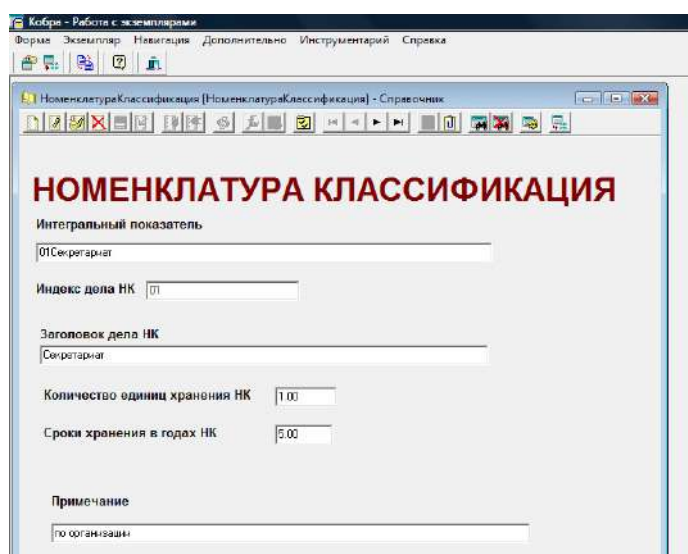 Кобра - Работа с экземплярами
Форма Экземпляр Навигация Дополнительно Инструментарий Справка
НоменклатураКлассификация [НоменклатураКлассификация] - Справочник
НОМЕНКЛАТУРА КЛАССИФИКАЦИЯ
Интегральный показатель
01Секретариат
Индекс дела НК 01
Заголовок дела НК
Секретариат
Количество единиц хранения НК 1.00
Сроки хранения в годах НК 5.00
Примечание
по организации